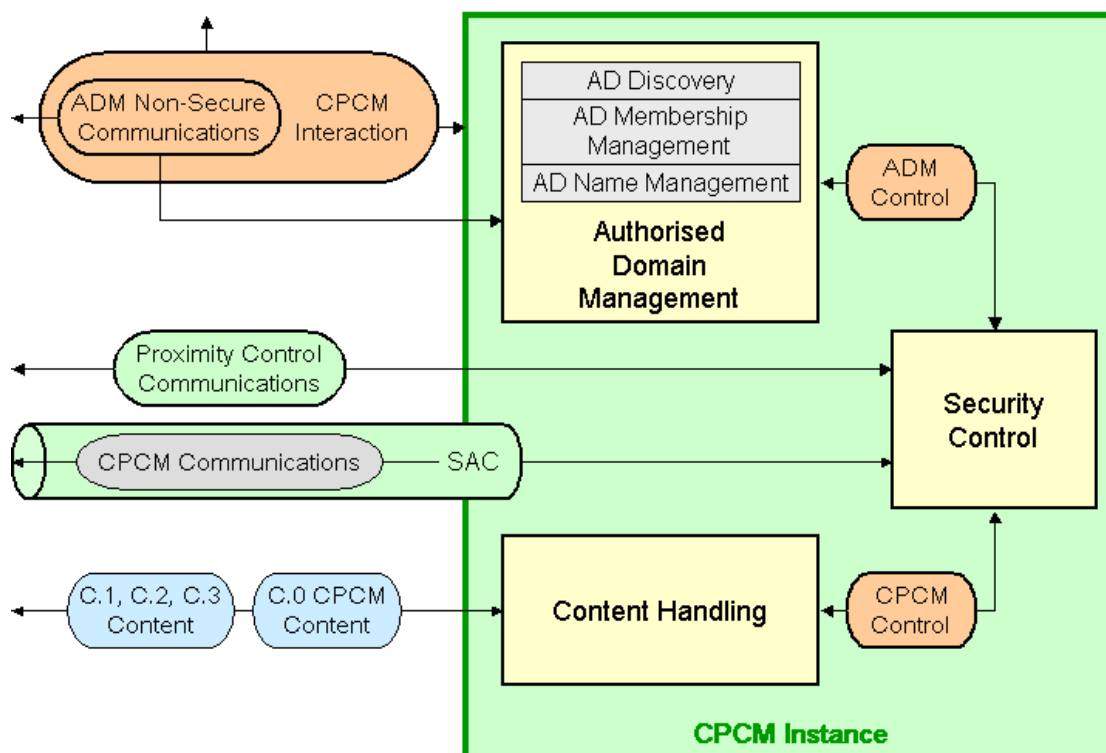 ADM Non-Secure
Communications
CPCM
Interaction
AD Discovery
AD Membership
Management
AD Name Management
Authorised
Domain
Management
ADM
Control
Proximity Control
Communications
Security
Control
CPCM Communications
SAC
C.1, C.2, C.3
Content
C.0 CPCM
Content
Content Handling
CPCM
Control
CPCM Instance